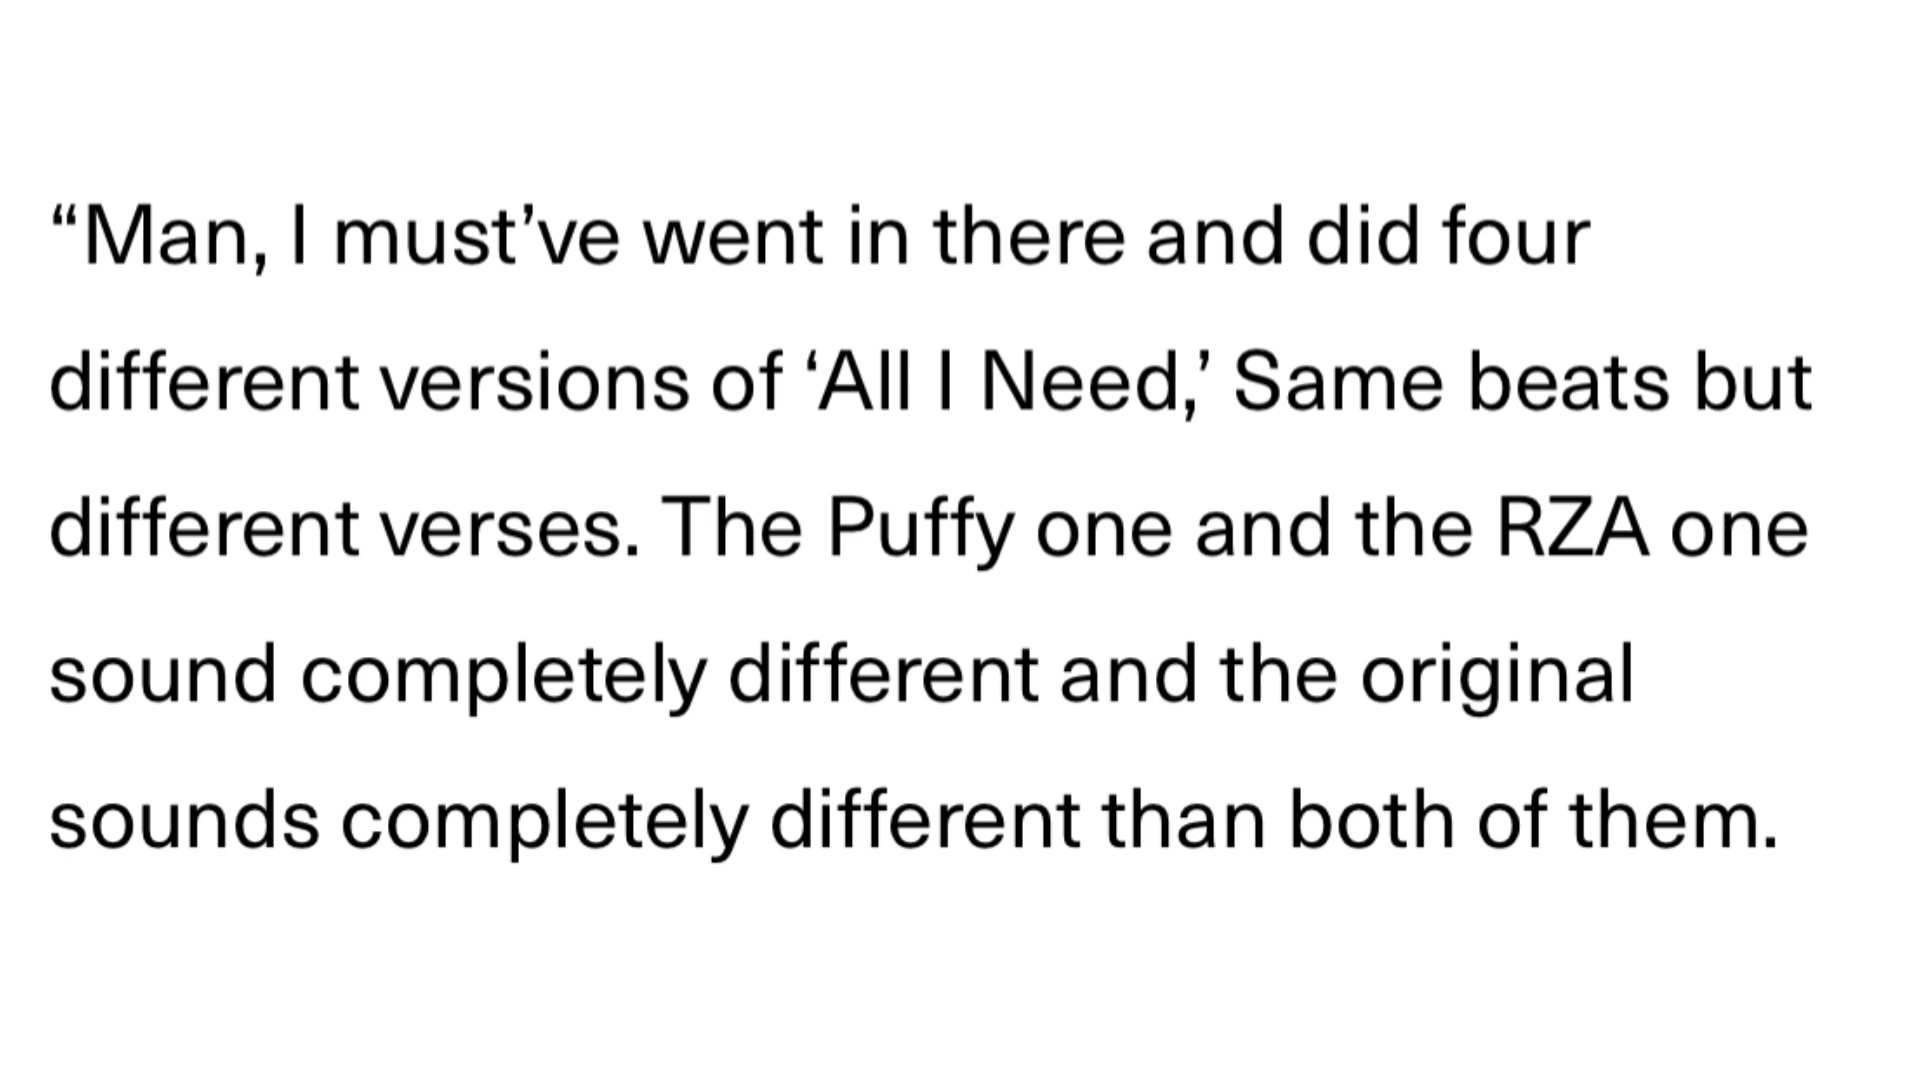 “Man, I must’ve went in there and did four
different versions of ‘All I Need,’ Same beats but
different verses. The Puffy one and the RZA one
sound completely different and the original
sounds completely different than both of them.